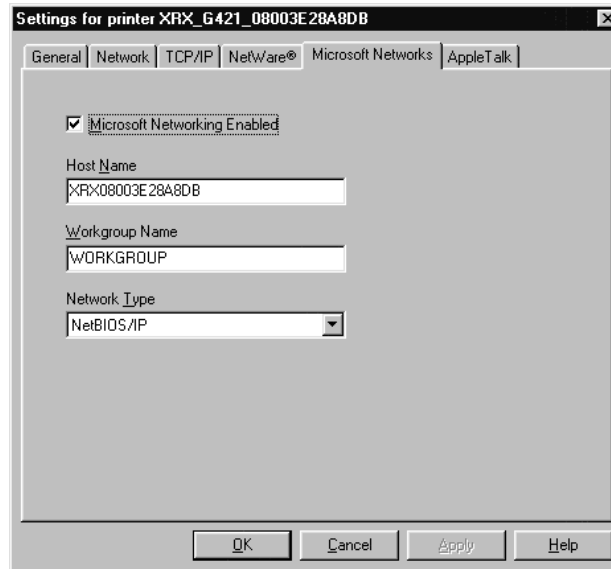 Settings for printer XRX_G421_08003E28A8DB
General Network TCP/IP NetWare® Microsoft Networks AppleTalk
Microsoft Networking Enabled
Host Name
XRX08003E28A8DB
Workgroup Name
WORKGROUP
Network Type
NetBIOS/IP
OK Cancel Apply Help